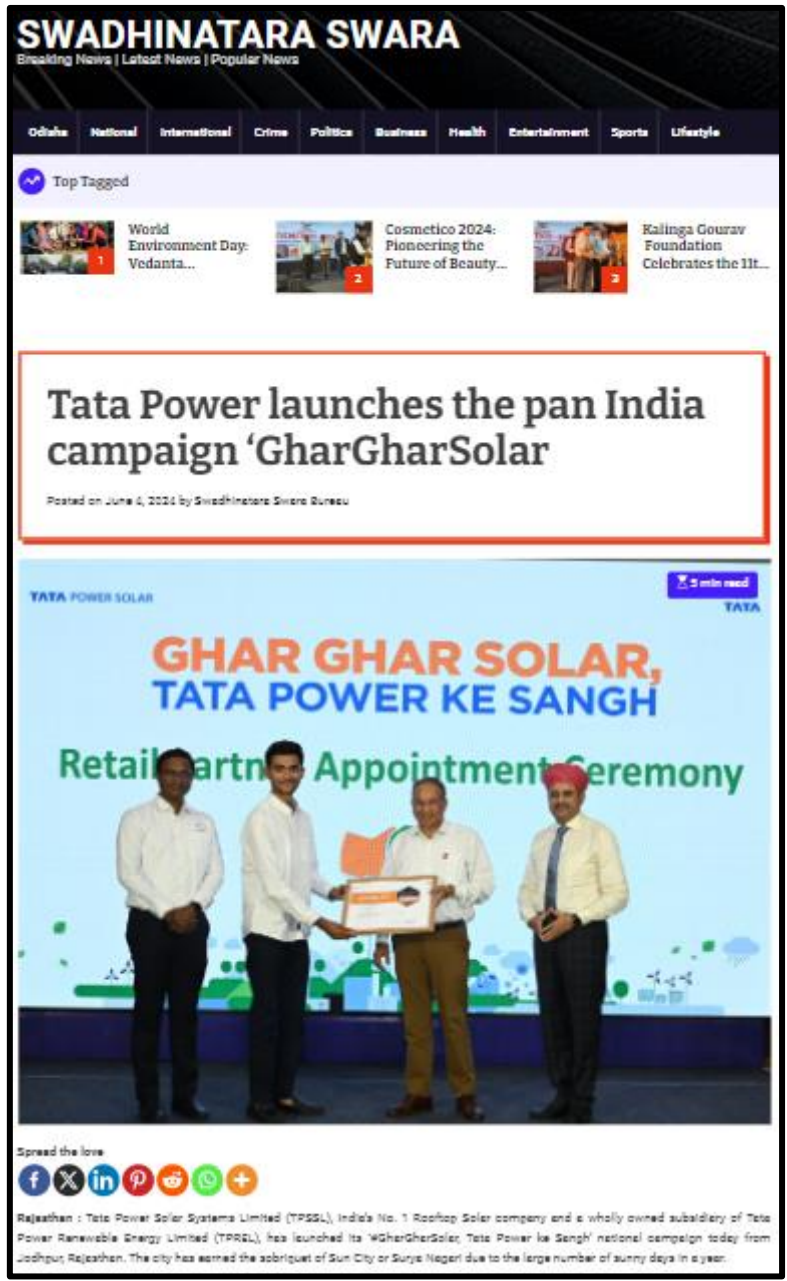 SWADHINATARA SWARA
Breaking News | Latest News | Popular News
Odisha National International Crime Politics Business Health Entertainment Sports Lifestyle
Top Tagged
World
Environment Day:
Vedanta...
1
Cosmetico 2024:
Pioneering the
Future of Beauty...
2
Kalinga Gourav
Foundation
Celebrates the 11t...
3
Tata Power launches the pan India
campaign ‘GharGharSolar
Posted on June 4, 2024 by Swadhinatara Swara Bureau
5 min read
TATA POWER SOLAR
TATA
GHAR GHAR SOLAR,
TATA POWER KE SANGH
Retail Partner Appointment Ceremony
Spread the love
Rajasthan : Tata Power Solar Systems Limited (TPSSL), India's No. 1 Rooftop Solar company and a wholly owned subsidiary of Tata
Power Renewable Energy Limited (TPREL), has launched its '#GharGharSolar, Tata Power ke Sangh' national campaign today from
Jodhpur, Rajasthan. The city has earned the sobriquet of Sun City or Surya Nagari due to the large number of sunny days in a year.